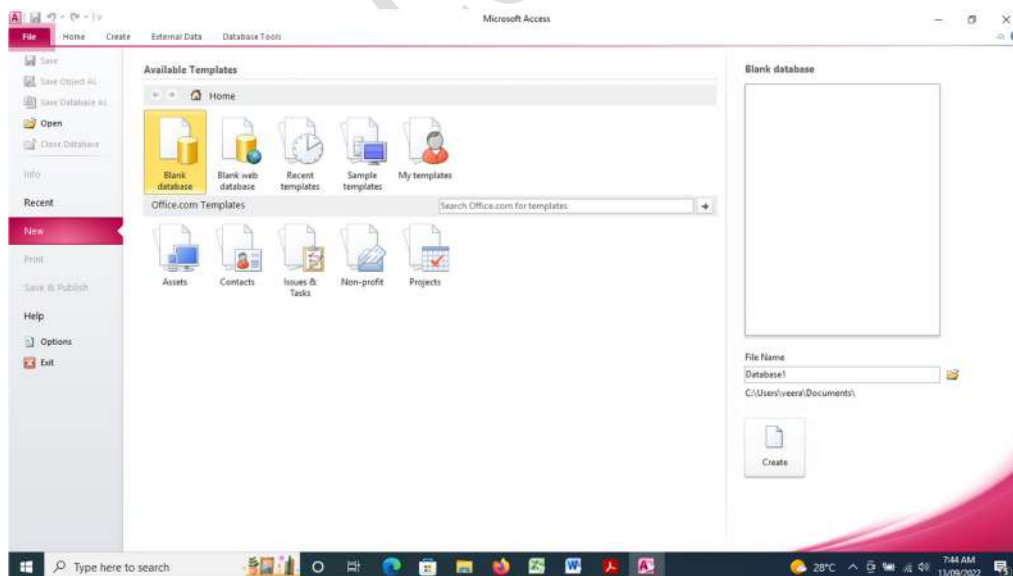 Microsoft Access
File Home Create External Data Database Tools
Save
Save Object As
Save Database As
Open
Close Database
Info
Recent
New
Print
Save & Publish
Help
Options
Exit
Available Templates
Home
Blank database
Blank web database
Recent templates
Sample templates
My templates
Office.com Templates
Search Office.com for templates
Assets
Contacts
Issues & Tasks
Non-profit
Projects
Blank database
File Name
Database1
C:\Users\veera\Documents\
Create
Type here to search
28°C
7:44 AM
11/09/2022